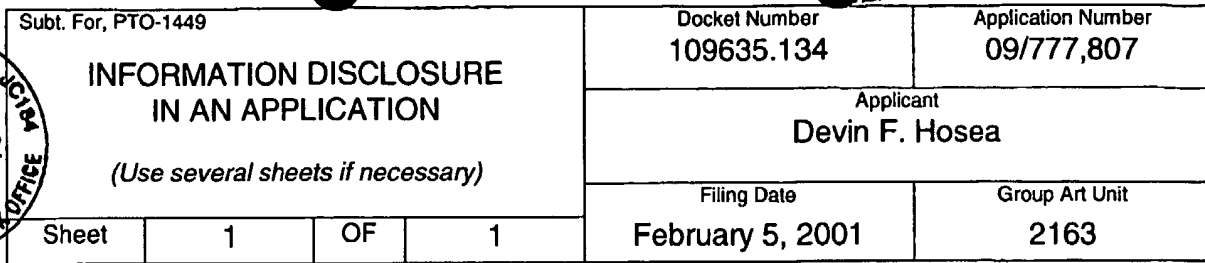 Subt. For, PTO-1449
INFORMATION DISCLOSURE
IN AN APPLICATION
(Use several sheets if necessary)
Sheet 1 OF 1
Docket Number
109635.134
Application Number
09/777,807
Applicant
Devin F. Hosea
Filing Date
February 5, 2001
Group Art Unit
2163
JC184
OFFICE